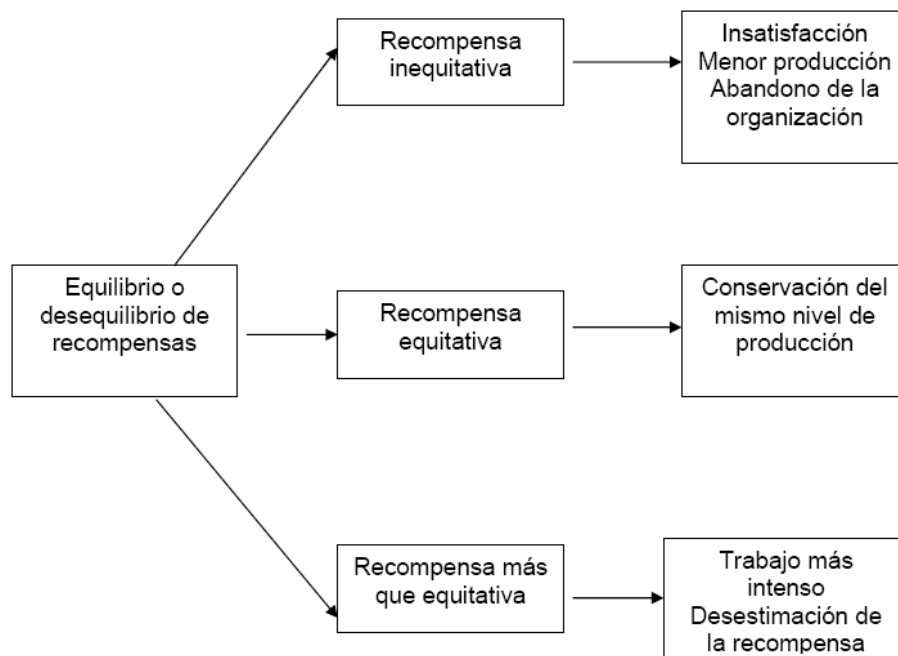 Recompensa
inequitativa
Insatisfacción
Menor producción
Abandono de la
organización
Equilibrio o
desequilibrio de
recompensas
Recompensa
equitativa
Conservación del
mismo nivel de
producción
Recompensa más
que equitativa
Trabajo más
intenso
Desestimación de
la recompensa